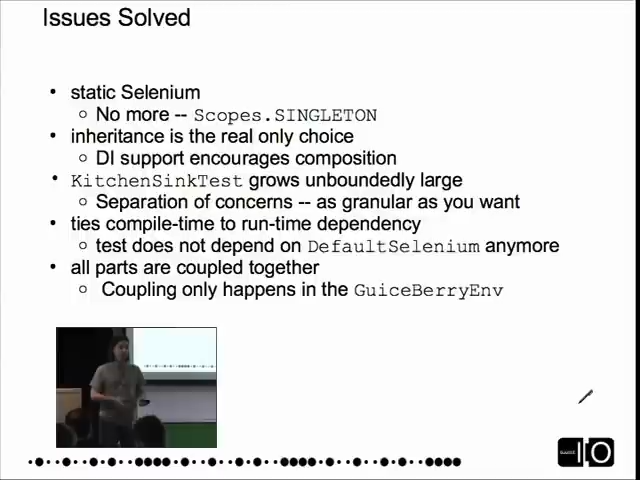 Issues Solved
• static Selenium
○ No more -- Scopes.SINGLETON
• inheritance is the real only choice
○ DI support encourages composition
• KitchenSinkTest grows unboundedly large
○ Separation of concerns -- as granular as you want
• ties compile-time to run-time dependency
○ test does not depend on DefaultSelenium anymore
• all parts are coupled together
○ Coupling only happens in the GuiceBerryEnv
IO